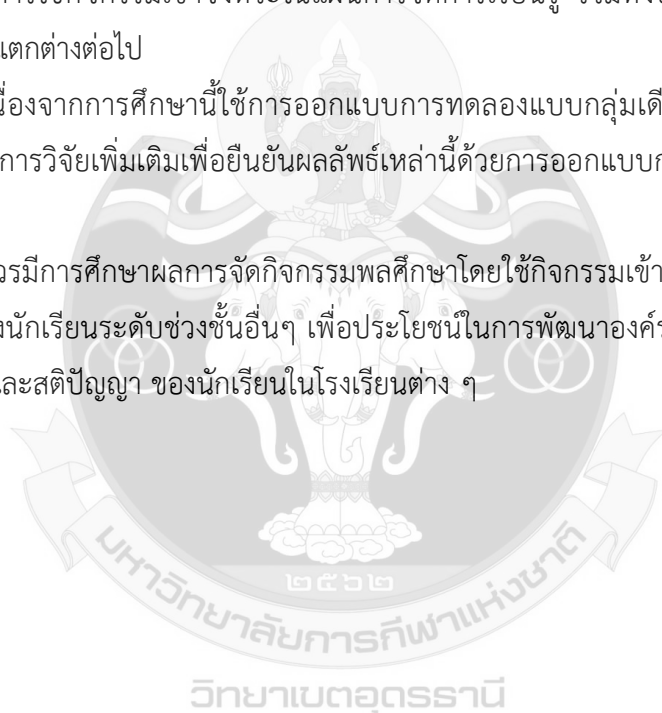 แตกต่างต่อไป
นื่องจากการศึกษานี้ใช้การออกแบบการทดลองแบบกลุ่มเดี
การวิจัยเพิ่มเติมเพื่อยืนยันผลลัพธ์เหล่านี้ด้วยการออกแบบก
วรมีการศึกษาผลการจัดกิจกรรมพลศึกษาโดยใช้กิจกรรมเข้า
งนักเรียนระดับช่วงชั้นอื่นๆ เพื่อประโยชน์ในการพัฒนาองค์ร
และสติปัญญา ของนักเรียนในโรงเรียนต่าง ๆ
๒๕๖๒
มหาวิทยาลัยการกีฬาแห่งชาติ
วิทยาเขตอุดรธานี